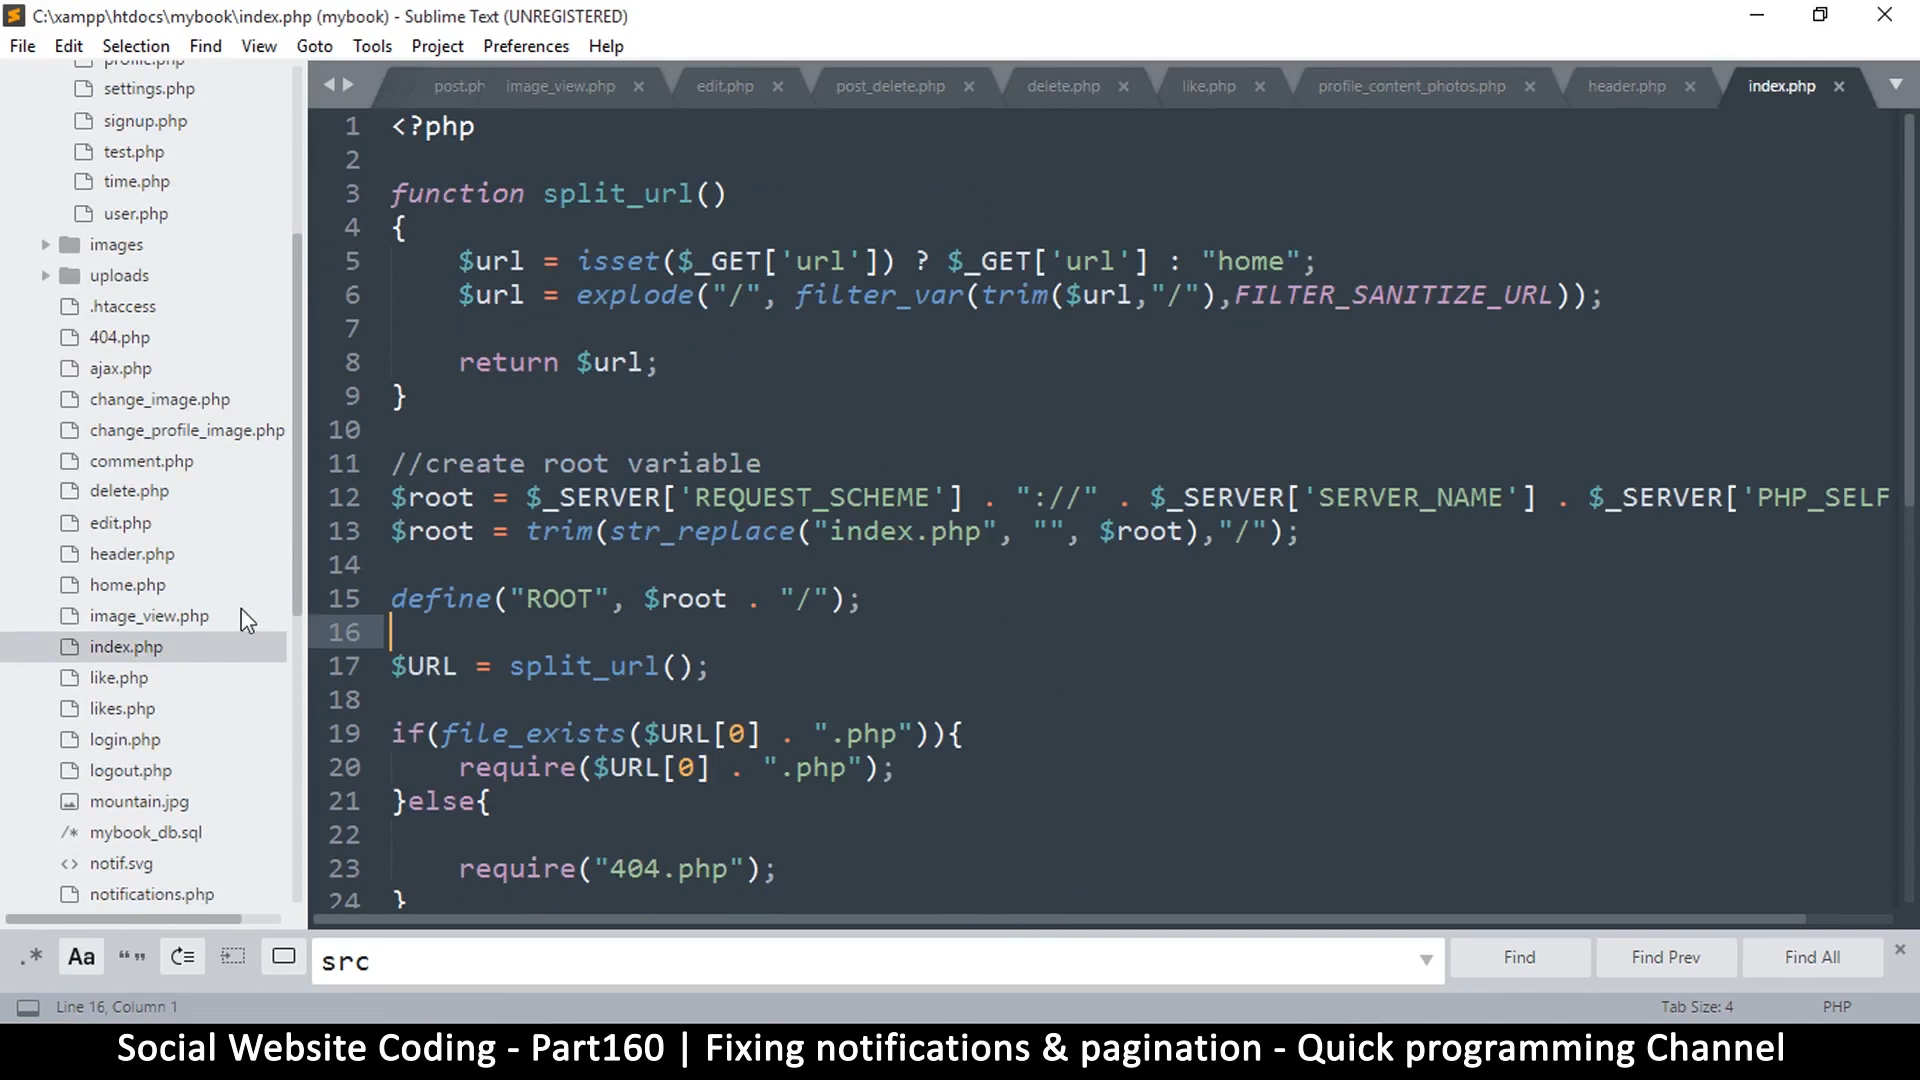 C:\xampp\htdocs\mybook\index.php (mybook) - Sublime Text (UNREGISTERED)
File Edit Selection Find View Goto Tools Project Preferences Help
profile.php
settings.php
signup.php
test.php
time.php
user.php
images
uploads
.htaccess
404.php
ajax.php
change_image.php
change_profile_image.php
comment.php
delete.php
edit.php
header.php
home.php
image_view.php
index.php
like.php
likes.php
login.php
logout.php
mountain.jpg
/* mybook_db.sql
<> notif.svg
notifications.php
post.ph image_view.php edit.php post_delete.php delete.php like.php profile_content_photos.php header.php index.php
1 <?php
2
3 function split_url()
4 {
5 $url = isset($_GET['url']) ? $_GET['url'] : "home";
6 $url = explode("/", filter_var(trim($url,"/"),FILTER_SANITIZE_URL));
7
8 return $url;
9 }
10
11 //create root variable
12 $root = $_SERVER['REQUEST_SCHEME'] . "://" . $_SERVER['SERVER_NAME'] . $_SERVER['PHP_SELF
13 $root = trim(str_replace("index.php", "", $root),"/");
14
15 define("ROOT", $root . "/");
16
17 $URL = split_url();
18
19 if(file_exists($URL[0] . ".php")){
20 require($URL[0] . ".php");
21 }else{
22
23 require("404.php");
24 }
.* Aa “” src Find Find Prev Find All
Line 16, Column 1 Tab Size: 4 PHP
Social Website Coding - Part160 | Fixing notifications & pagination - Quick programming Channel